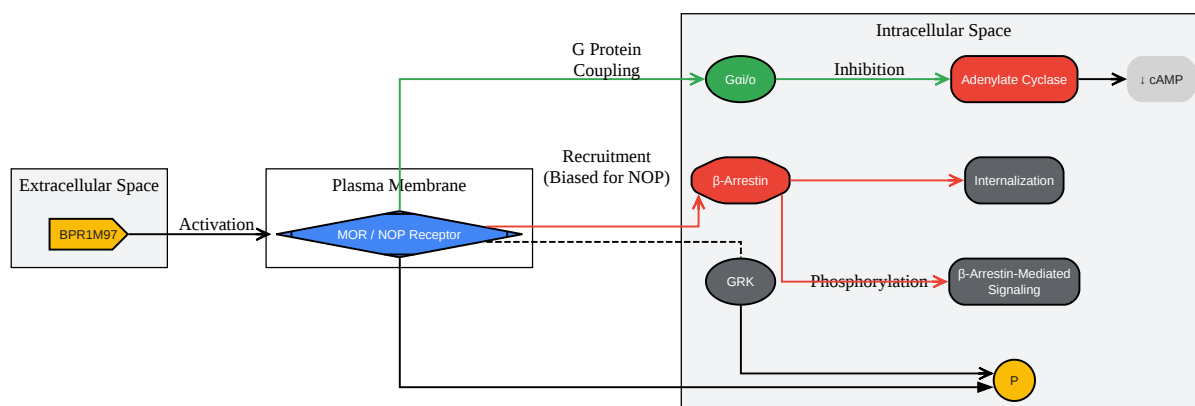 Intracellular Space
G Protein
Coupling
Gαi/o
Inhibition
Adenylate Cyclase
↓ cAMP
Recruitment
(Biased for NOP)
β-Arrestin
Internalization
Extracellular Space
Plasma Membrane
BPR1M97
Activation
MOR / NOP Receptor
GRK
Phosphorylation
β-Arrestin-Mediated
Signaling
P